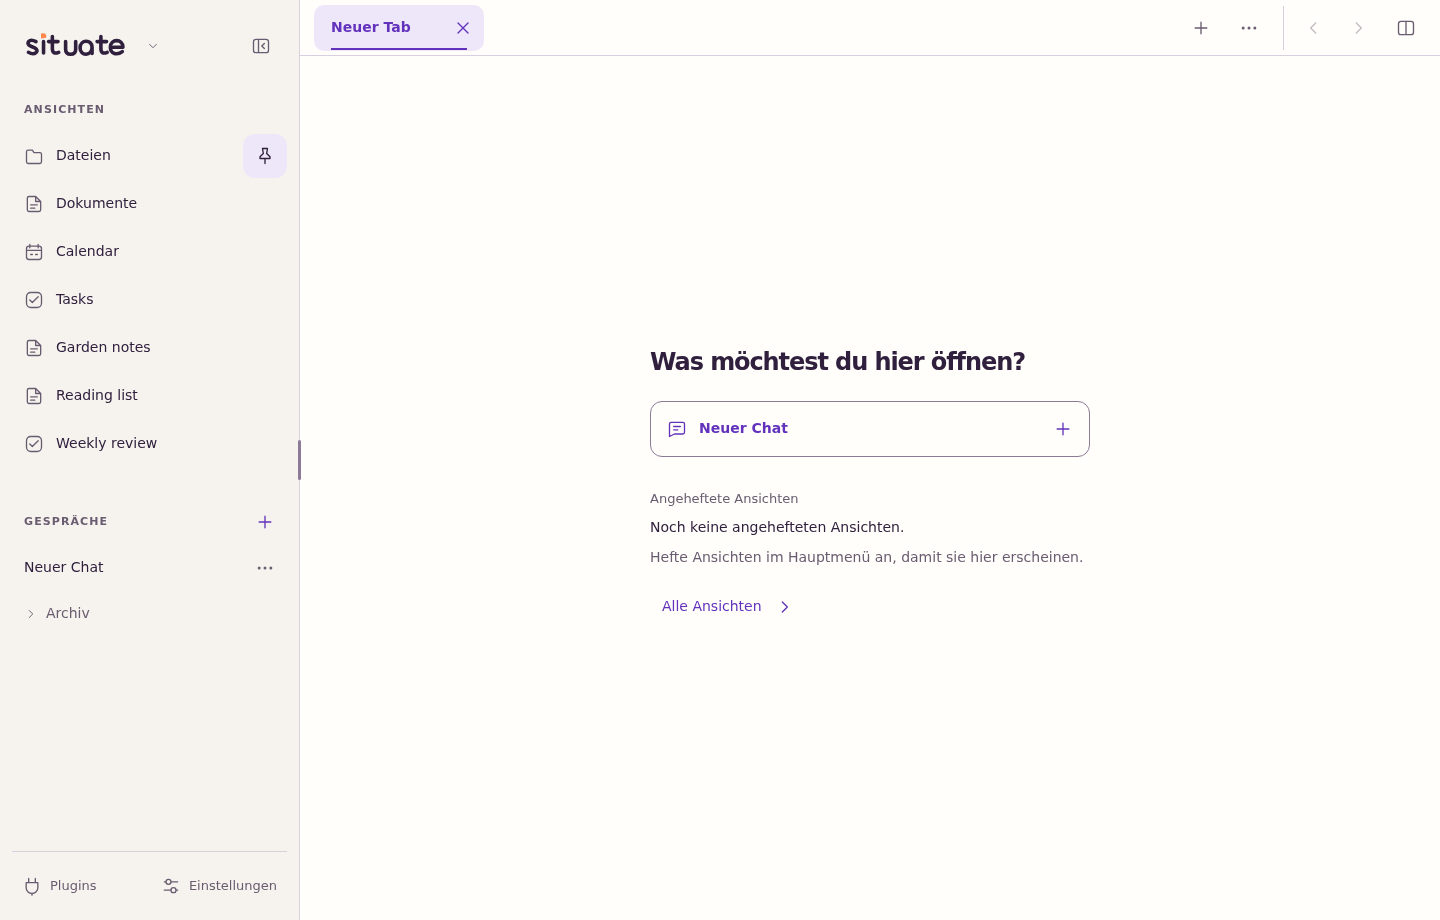 situate
ANSICHTEN
Dateien
Dokumente
Calendar
Tasks
Garden notes
Reading list
Weekly review
GESPRÄCHE
Neuer Chat
Archiv
Plugins
Einstellungen
Neuer Tab
Was möchtest du hier öffnen?
Neuer Chat
Angeheftete Ansichten
Noch keine angehefteten Ansichten.
Hefte Ansichten im Hauptmenü an, damit sie hier erscheinen.
Alle Ansichten